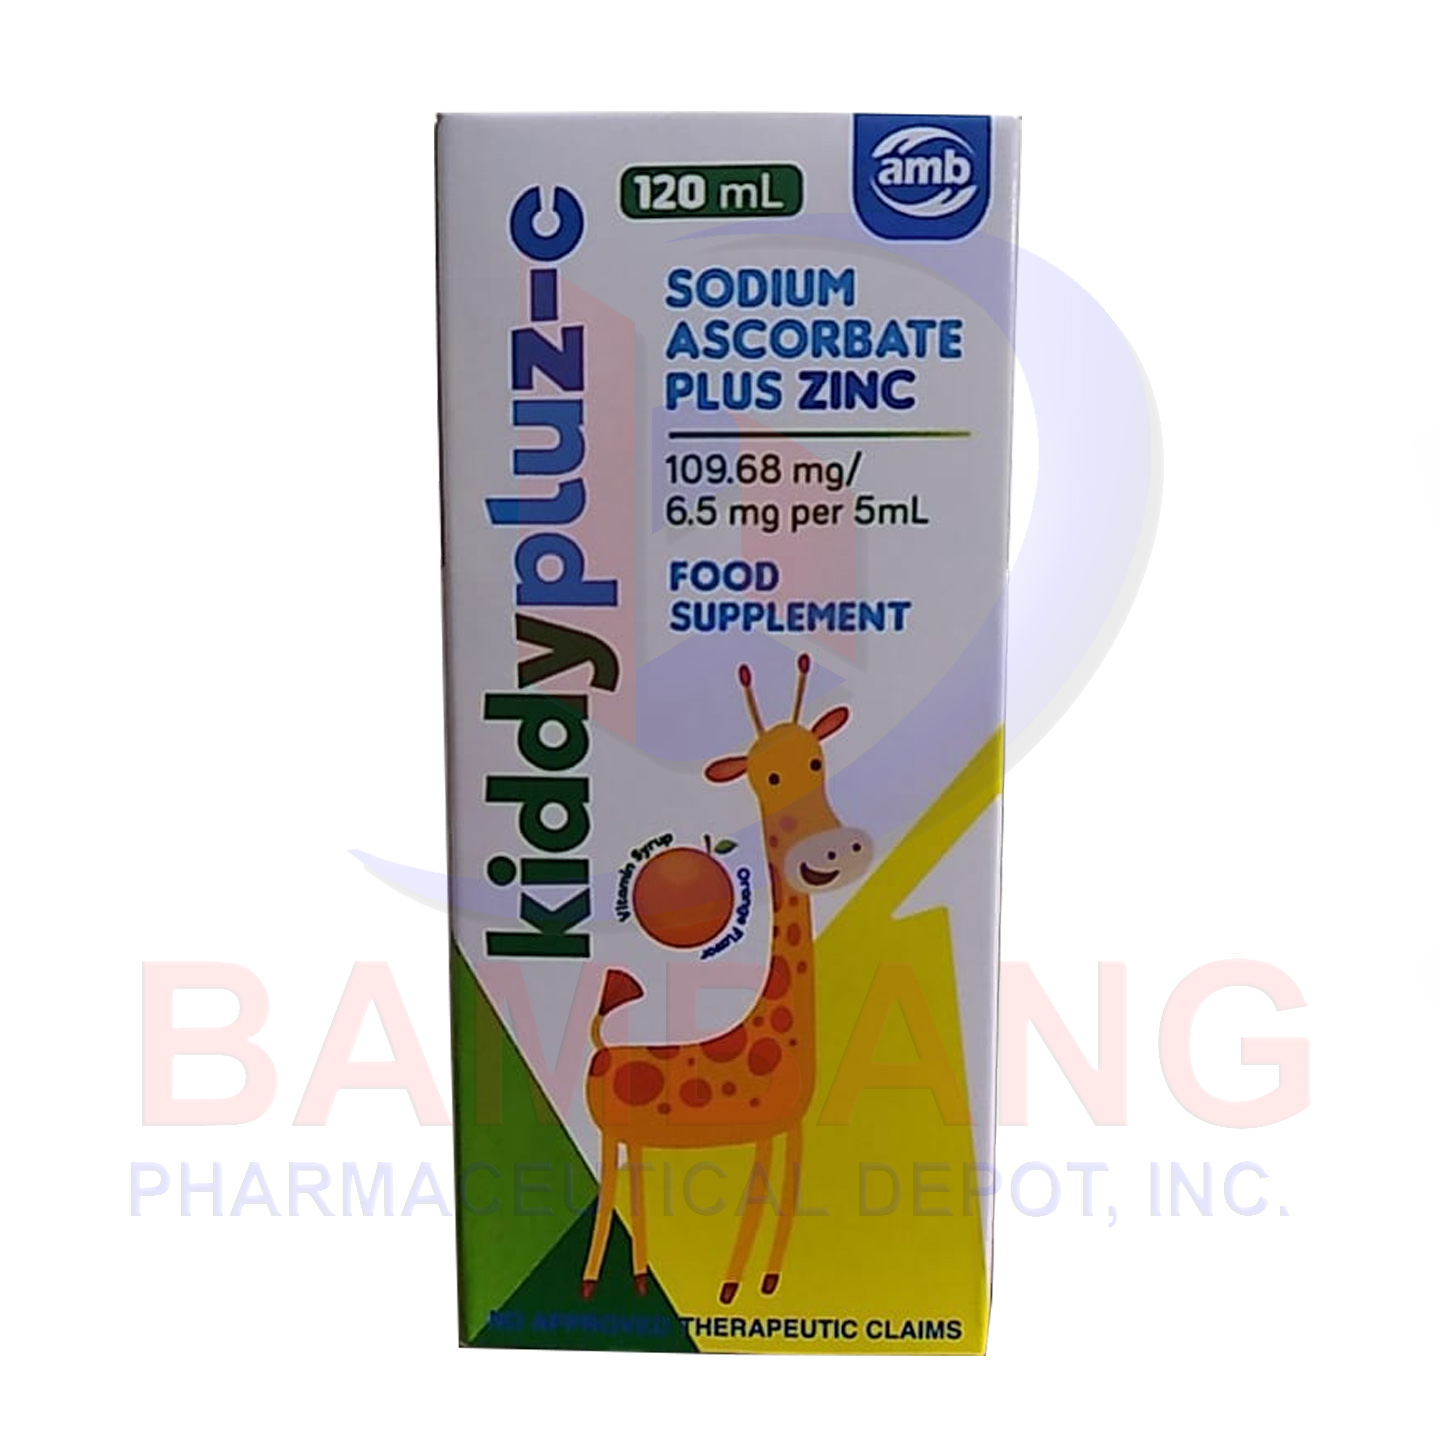 amb
120 mL
kiddypluz-c
SODIUM
ASCORBATE
PLUS ZINC
109.68 mg/
6.5 mg per 5mL
FOOD
SUPPLEMENT
Vitamin Syrup
Orange Flavor
BAMBANG
PHARMACEUTICAL DEPOT, INC.
NO APPROVED THERAPEUTIC CLAIMS